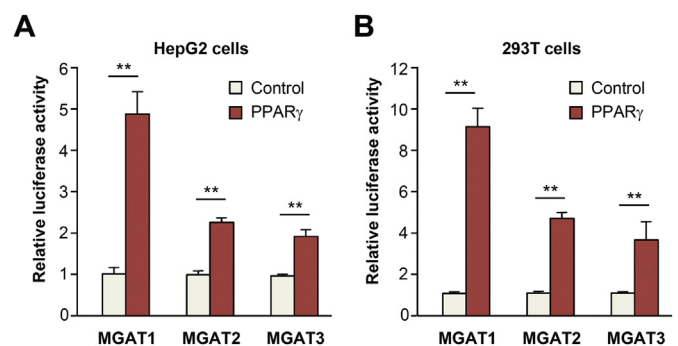 A
HepG2 cells
Relative luciferase activity
6
5
4
3
2
1
0
**
**
**
Control
PPARγ
MGAT1
MGAT2
MGAT3
B
293T cells
Relative luciferase activity
12
10
8
6
4
2
0
**
**
**
Control
PPARγ
MGAT1
MGAT2
MGAT3